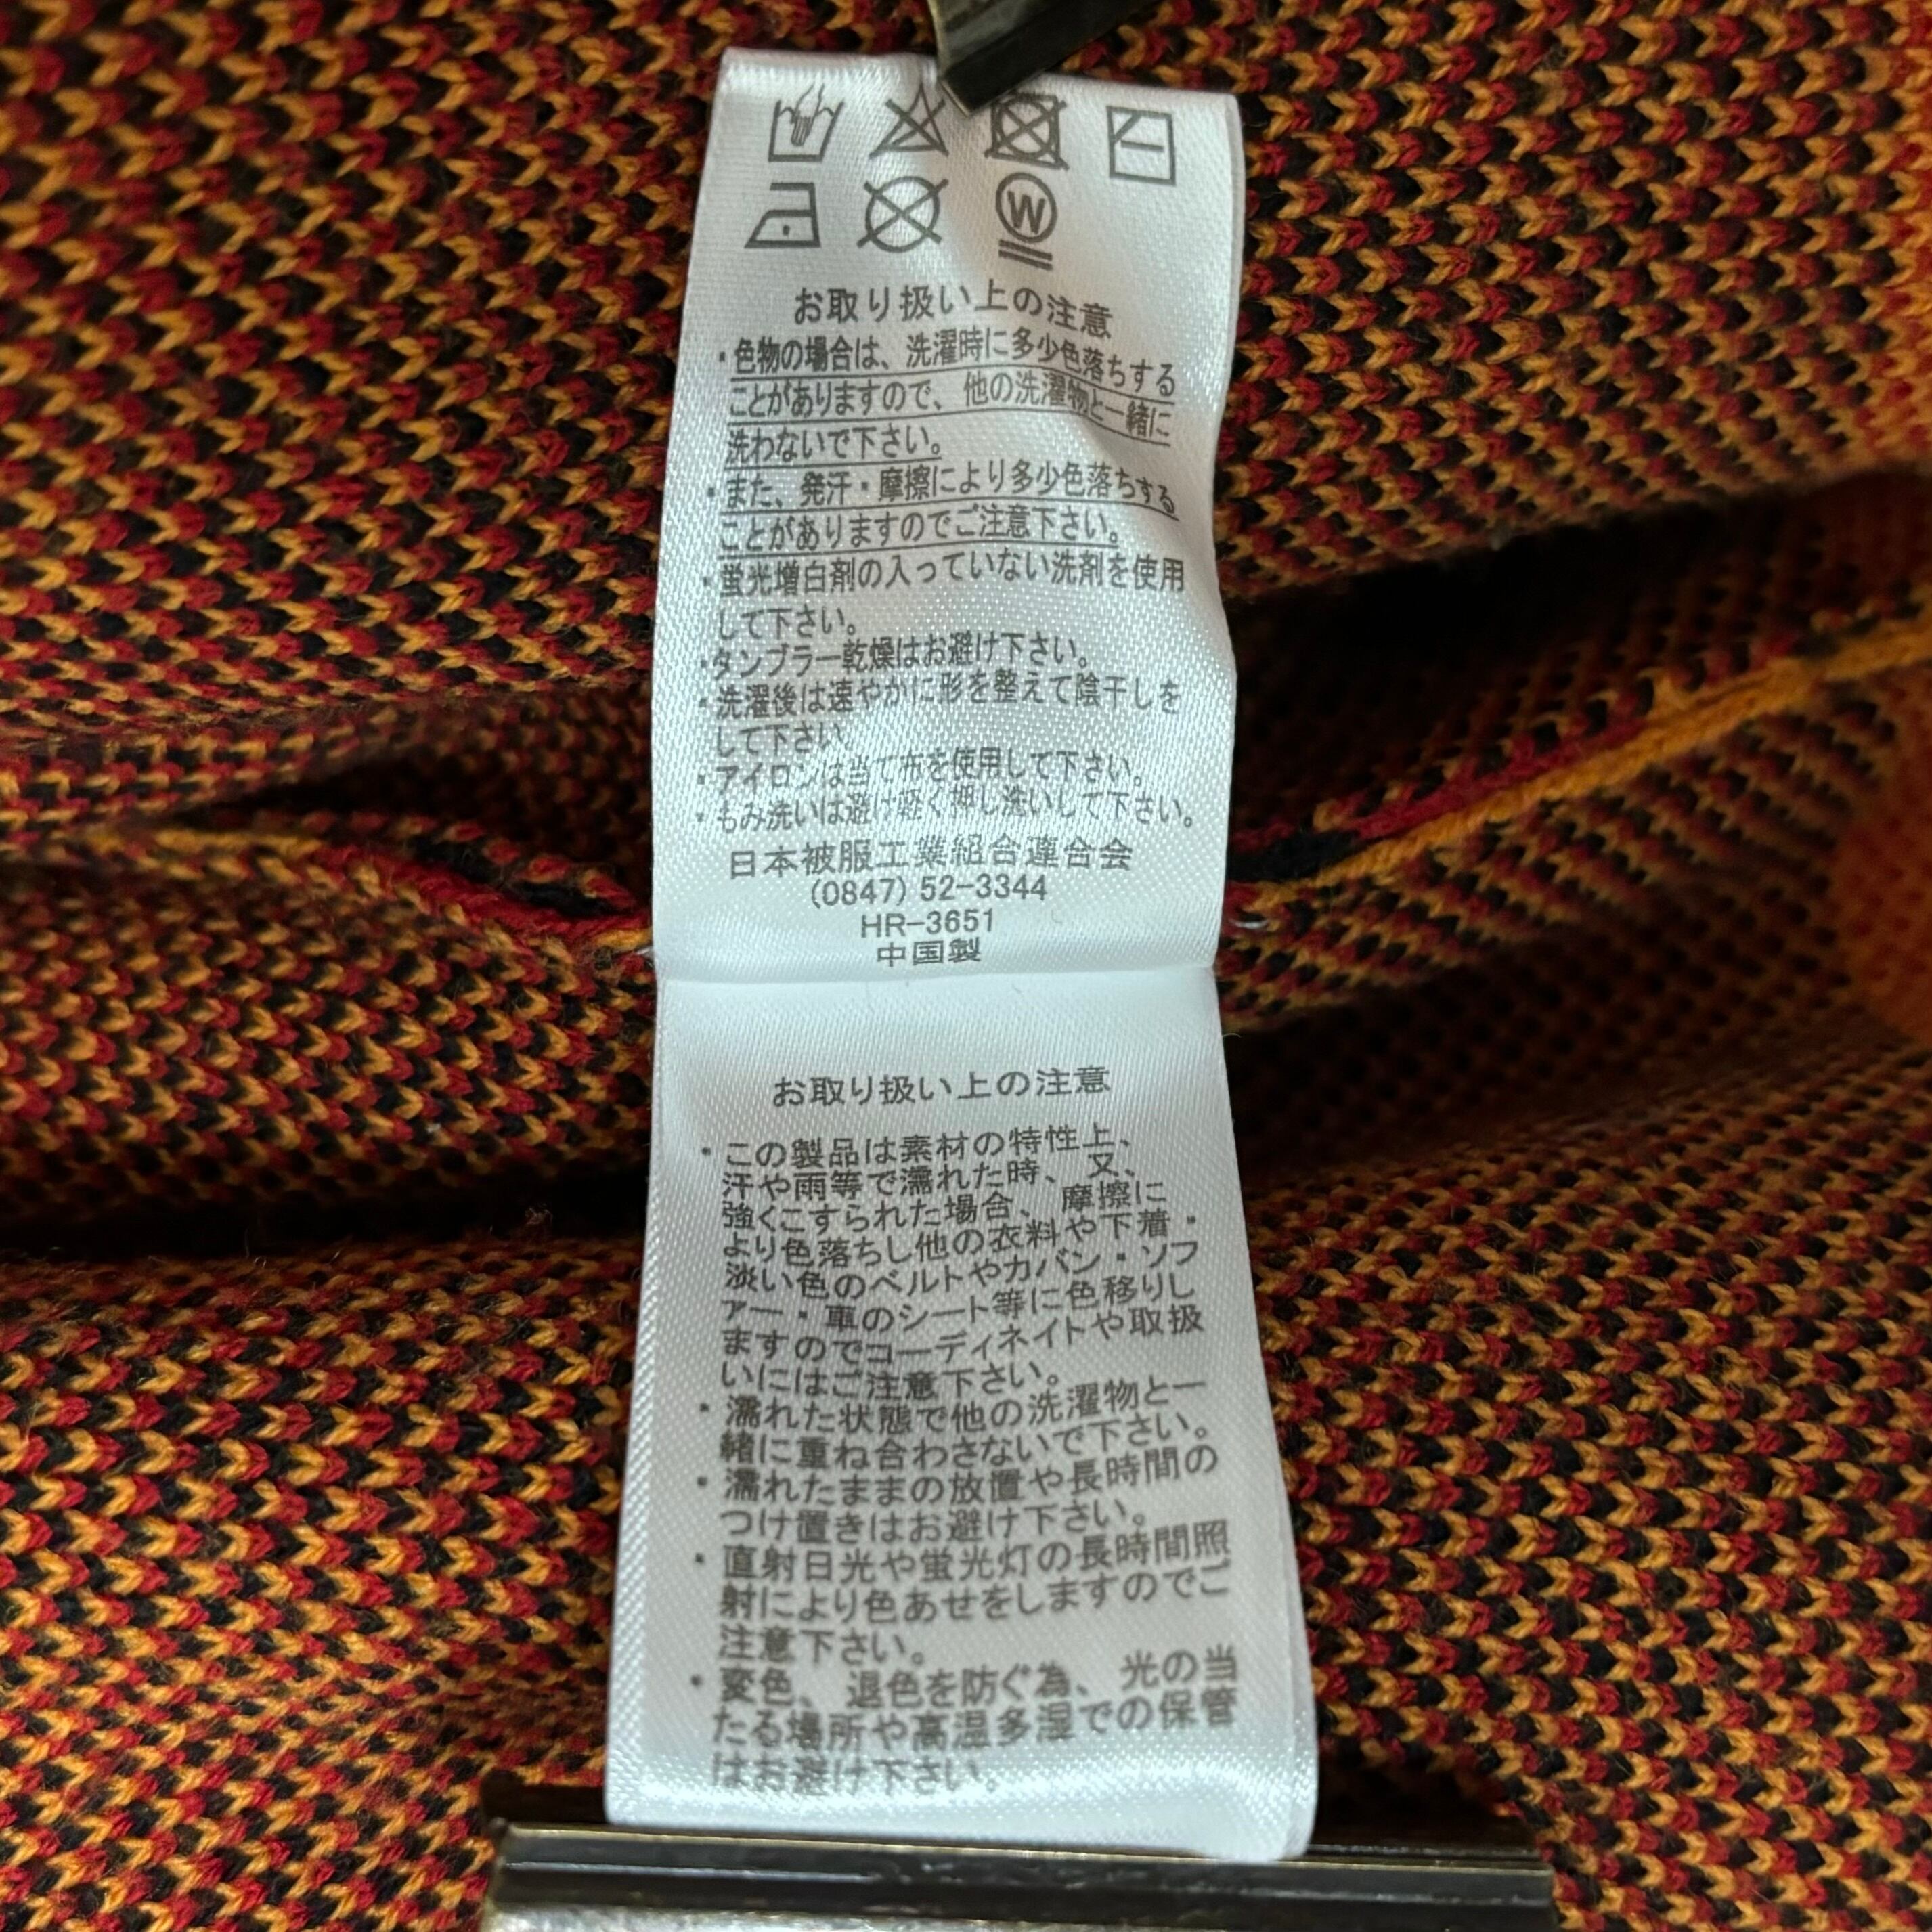 W
お取り扱い上の注意
・色物の場合は、洗濯時に多少色落ちする
ことがありますので、他の洗濯物と一緒に
洗わないで下さい。
・また、発汗・摩擦により多少色落ちする
ことがありますのでご注意下さい。
・蛍光増白剤の入っていない洗剤を使用
して下さい。
・タンブラー乾燥はお避け下さい。
・洗濯後は速やかに形を整えて陰干しを
して下さい。
・アイロンは当て布を使用して下さい。
・もみ洗いは避け軽く押し洗いして下さい。
日本被服工業組合連合会
(0847) 52-3344
HR-3651
中国製
お取り扱い上の注意
・この製品は素材の特性上、
汗や雨等で濡れた時、又、
強くこすられた場合、摩擦に
より色落ちし他の衣料や下着・
淡い色のベルトやカバン・ソフ
ァー・車のシート等に色移りし
ますのでコーディネイトや取扱
いにはご注意下さい。
・濡れた状態で他の洗濯物と一
緒に重ね合わさないで下さい。
・濡れたままの放置や長時間の
つけ置きはお避け下さい。
・直射日光や蛍光灯の長時間照
射により色あせをしますのでご
注意下さい。
・変色、退色を防ぐ為、光の当
たる場所や高温多湿での保管
はお避け下さい。